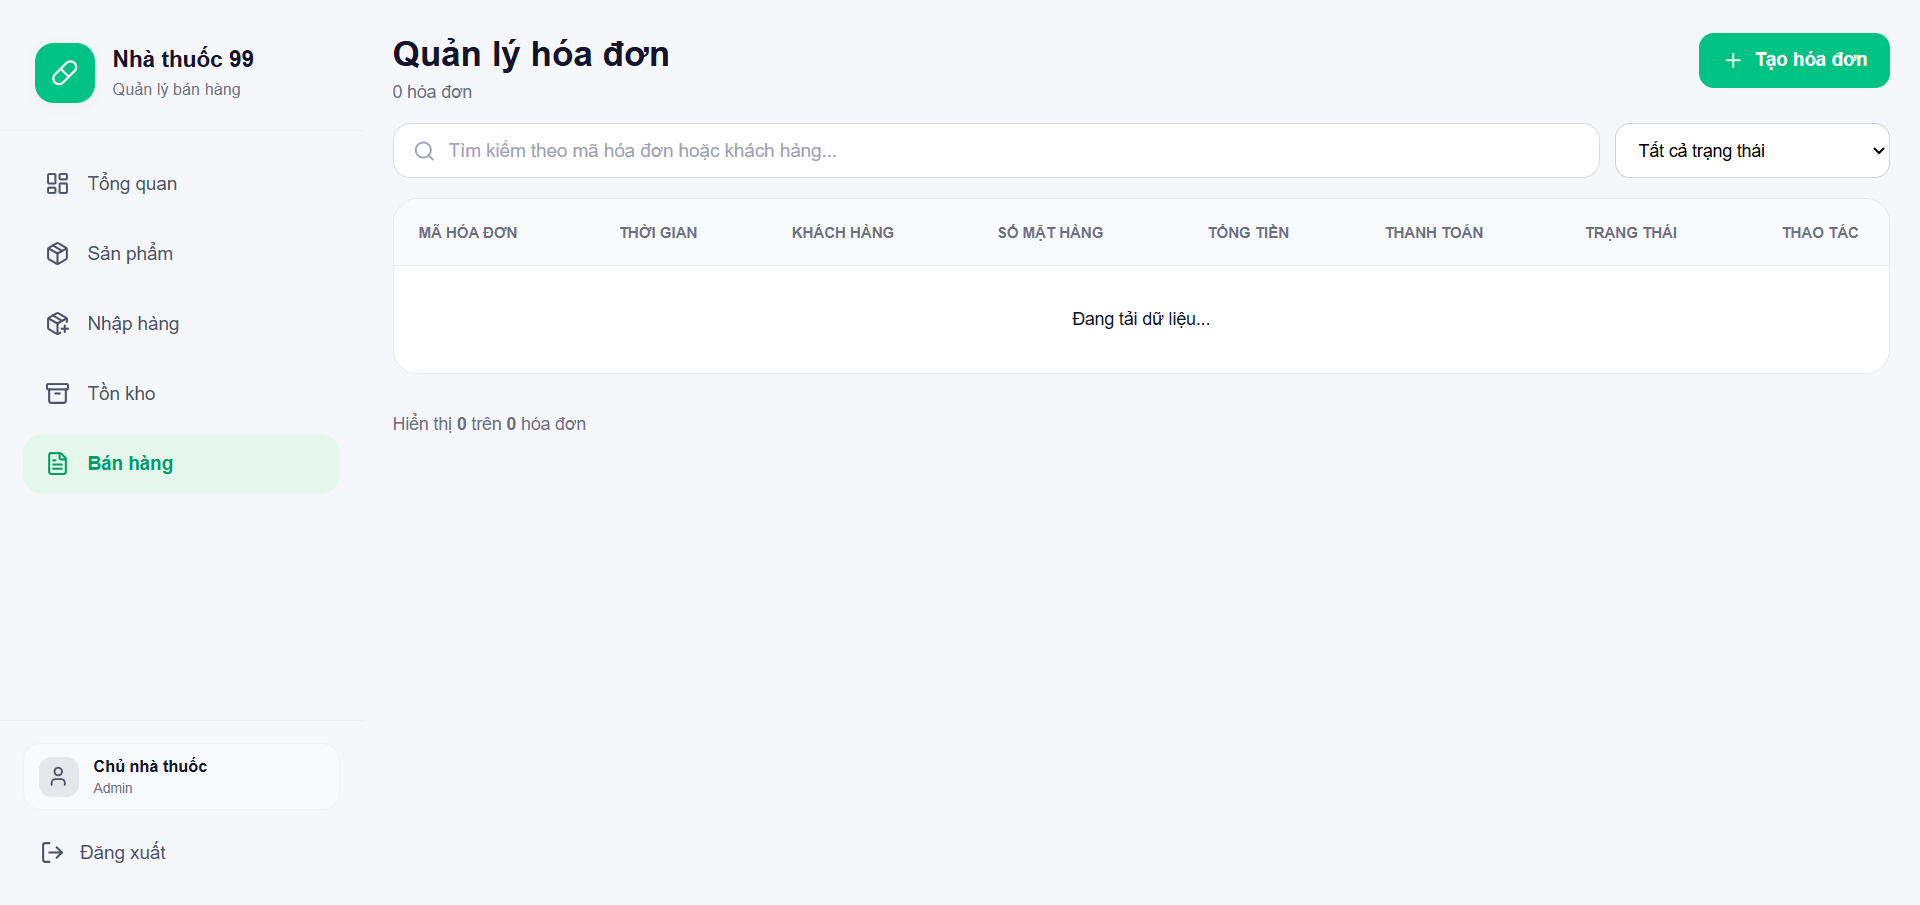 Nhà thuốc 99
Quản lý bán hàng
Tổng quan
Sản phẩm
Nhập hàng
Tồn kho
Bán hàng
Chủ nhà thuốc
Admin
Đăng xuất
Quản lý hóa đơn
0 hóa đơn
Tạo hóa đơn
Tìm kiếm theo mã hóa đơn hoặc khách hàng...
Tất cả trạng thái
MÃ HÓA ĐƠN THỜI GIAN KHÁCH HÀNG SỐ MẶT HÀNG TỔNG TIỀN THANH TOÁN TRẠNG THÁI THAO TÁC
Đang tải dữ liệu...
Hiển thị 0 trên 0 hóa đơn